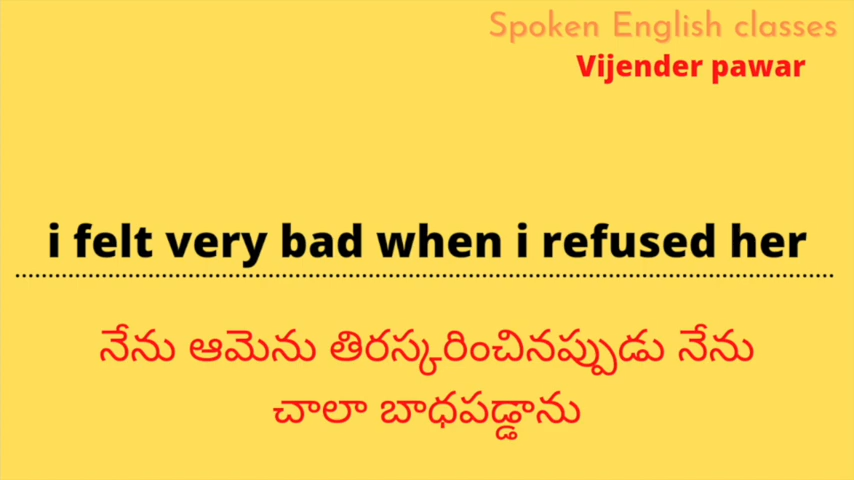 Spoken English classes
Vijender pawar
i felt very bad when i refused her
నేను ఆమెను తిరస్కరించినప్పుడు నేను
చాలా బాధపడ్డాను